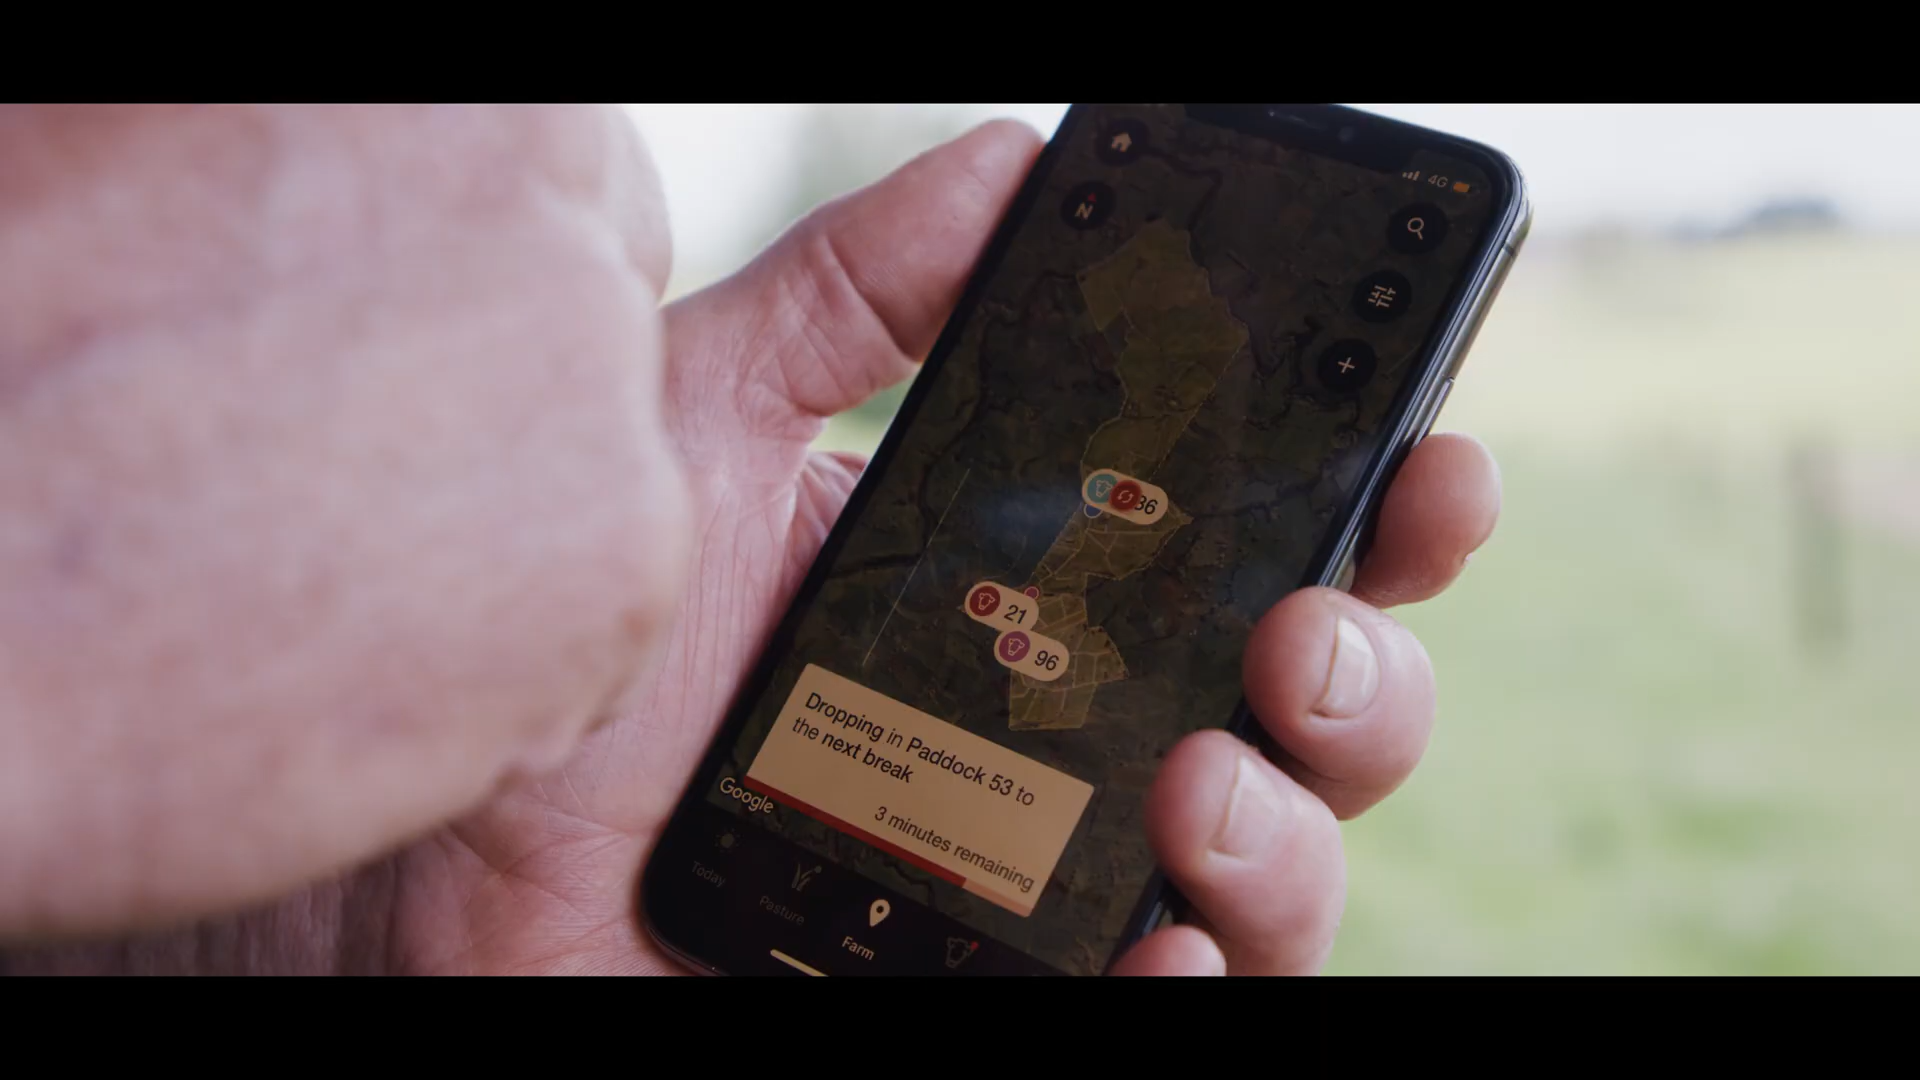 4G
N
36
21
96
Dropping in Paddock 53 to
the next break
3 minutes remaining
Google
Today
Pasture
Farm